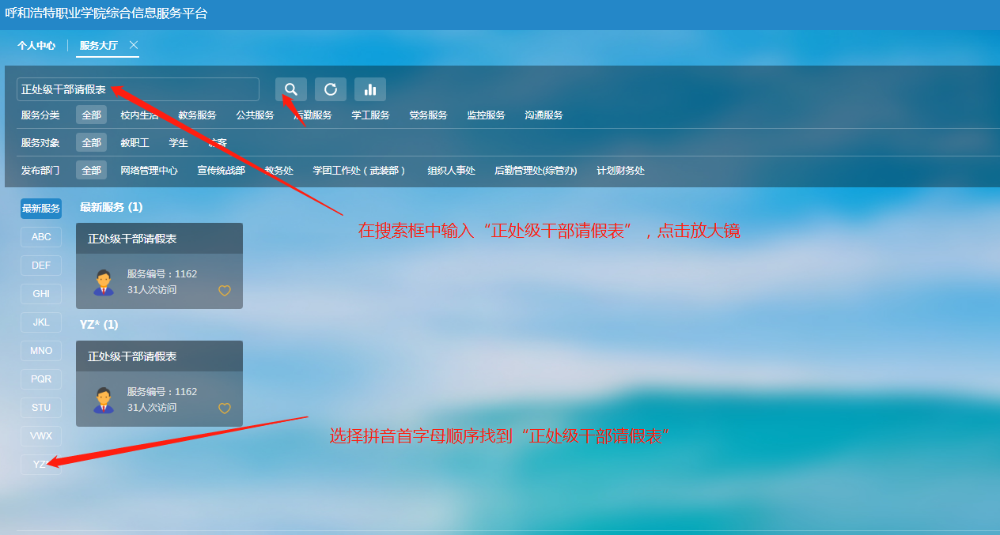 呼和浩特职业学院综合信息服务平台
个人中心 服务大厅
正处级干部请假表
服务分类 全部 校内生活 教务服务 公共服务 后勤服务 学工服务 党务服务 监控服务 沟通服务
服务对象 全部 教职工 学生 访客
发布部门 全部 网络管理中心 宣传统战部 教务处 学团工作处（武装部） 组织人事处 后勤管理处(综管办) 计划财务处
最新服务
ABC
DEF
GHI
JKL
MNO
PQR
STU
VWX
YZ*
最新服务 (1)
正处级干部请假表
服务编号：1162
31人次访问
在搜索框中输入“正处级干部请假表”，点击放大镜
YZ* (1)
正处级干部请假表
服务编号：1162
31人次访问
选择拼音首字母顺序找到“正处级干部请假表”